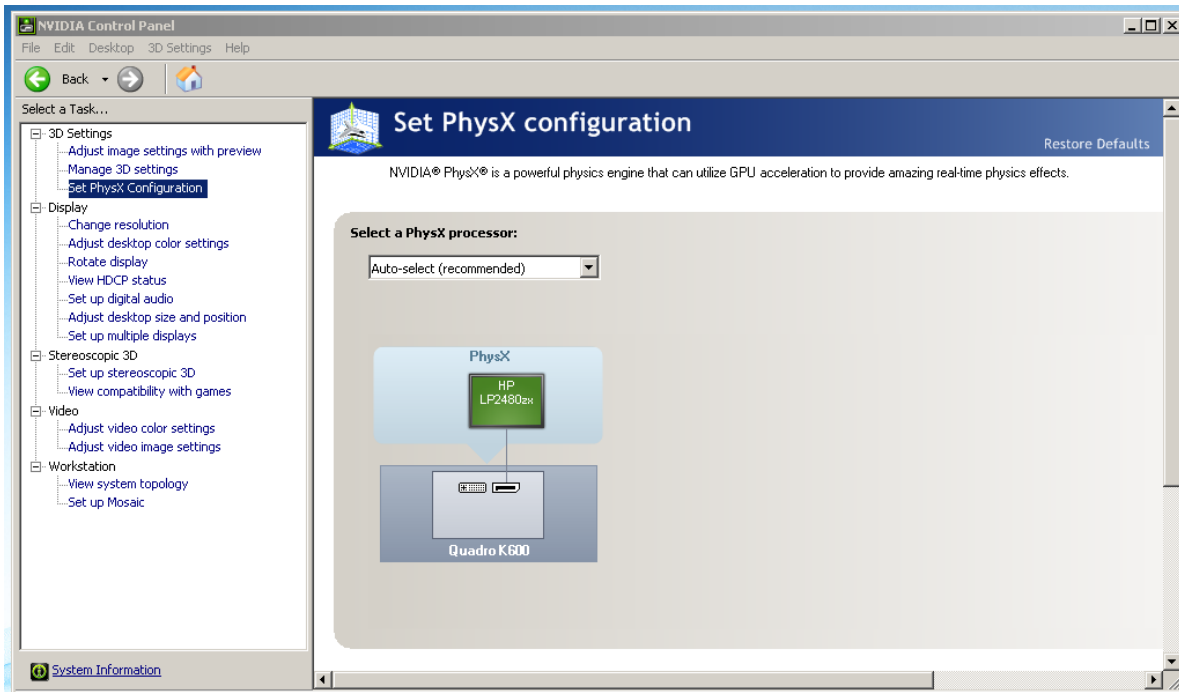 NVIDIA Control Panel
File Edit Desktop 3D Settings Help
Back
Select a Task...
3D Settings
Adjust image settings with preview
Manage 3D settings
Set PhysX Configuration
Display
Change resolution
Adjust desktop color settings
Rotate display
View HDCP status
Set up digital audio
Adjust desktop size and position
Set up multiple displays
Stereoscopic 3D
Set up stereoscopic 3D
View compatibility with games
Video
Adjust video color settings
Adjust video image settings
Workstation
View system topology
Set up Mosaic
System Information
Set PhysX configuration
Restore Defaults
NVIDIA® PhysX® is a powerful physics engine that can utilize GPU acceleration to provide amazing real-time physics effects.
Select a PhysX processor:
Auto-select (recommended)
PhysX
HP
LP2480zx
Quadro K600